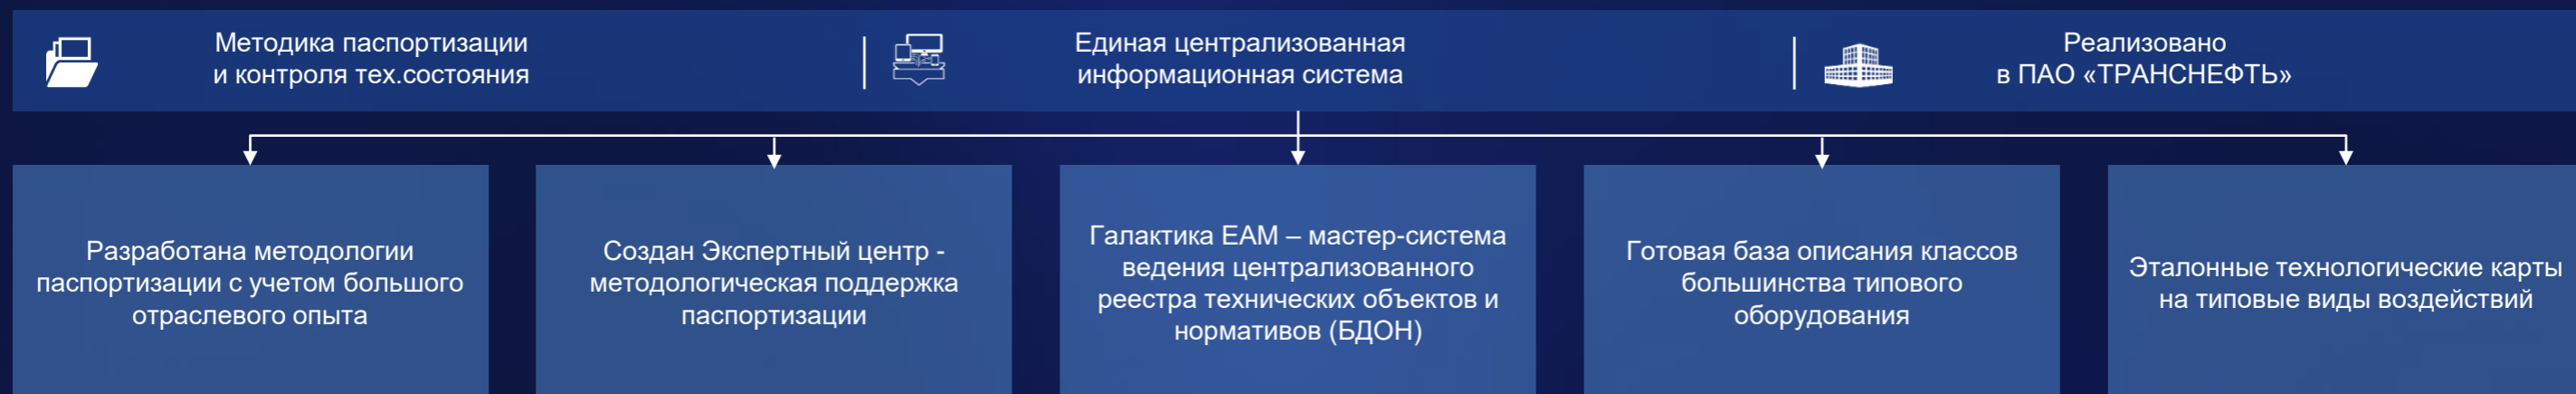 Методика паспортизации
и контроля тех.состояния
Единая централизованная
информационная система
Реализовано
в ПАО «ТРАНСНЕФТЬ»
Разработана методологии
паспортизации с учетом большого
отраслевого опыта
Создан Экспертный центр -
методологическая поддержка
паспортизации
Галактика EAM – мастер-система
ведения централизованного
реестра технических объектов и
нормативов (БДОН)
Готовая база описания классов
большинства типового
оборудования
Эталонные технологические карты
на типовые виды воздействий